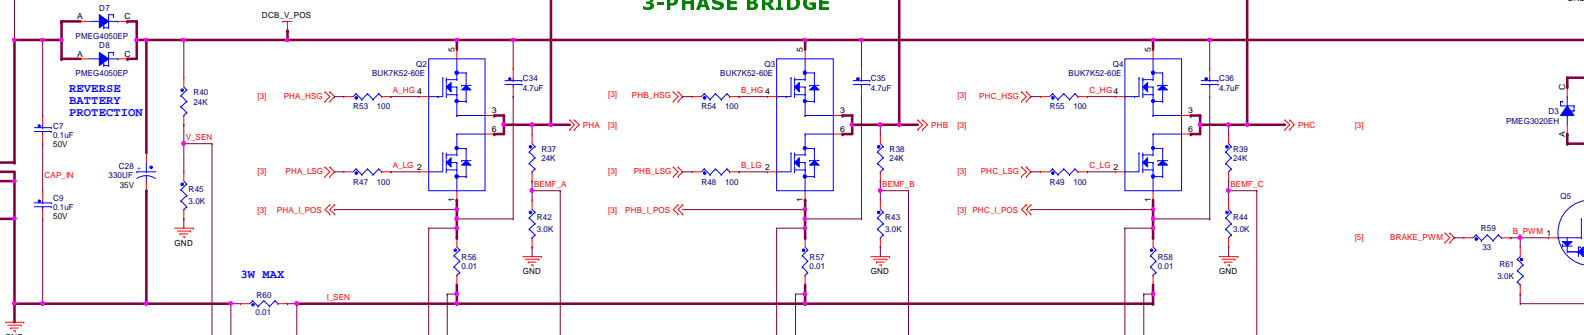 3-PHASE BRIDGE
D7
A
C
PMEG4050EP
D8
A
C
PMEG4050EP
REVERSE
BATTERY
PROTECTION
DCB_V_POS
R40
24K
V_SEN
R45
3.0K
GND
C7
0.1uF
50V
CAP_IN
C9
0.1uF
50V
C28
330UF
35V
+
3W MAX
R60
0.01
I_SEN
[3]
PHA_HSG
R53
100
A_HG
4
Q2
BUK7K52-60E
5
C34
4.7uF
3
6
PHA
[3]
[3]
PHA_LSG
R47
100
A_LG
2
R37
24K
BEMF_A
[3]
PHA_I_POS
1
R42
3.0K
GND
R56
0.01
[3]
PHB_HSG
R54
100
B_HG
4
Q3
BUK7K52-60E
5
C35
4.7uF
3
6
PHB
[3]
[3]
PHB_LSG
R48
100
B_LG
2
R38
24K
BEMF_B
[3]
PHB_I_POS
1
R43
3.0K
GND
R57
0.01
[3]
PHC_HSG
R55
100
C_HG
4
Q4
BUK7K52-60E
5
C36
4.7uF
3
6
PHC
[3]
[3]
PHC_LSG
R49
100
C_LG
2
R39
24K
BEMF_C
[3]
PHC_I_POS
1
R44
3.0K
GND
R58
0.01
D3
C
PMEG3020EH
A
Q5
[5]
BRAKE_PWM
R59
33
B_PWM
1
R61
3.0K